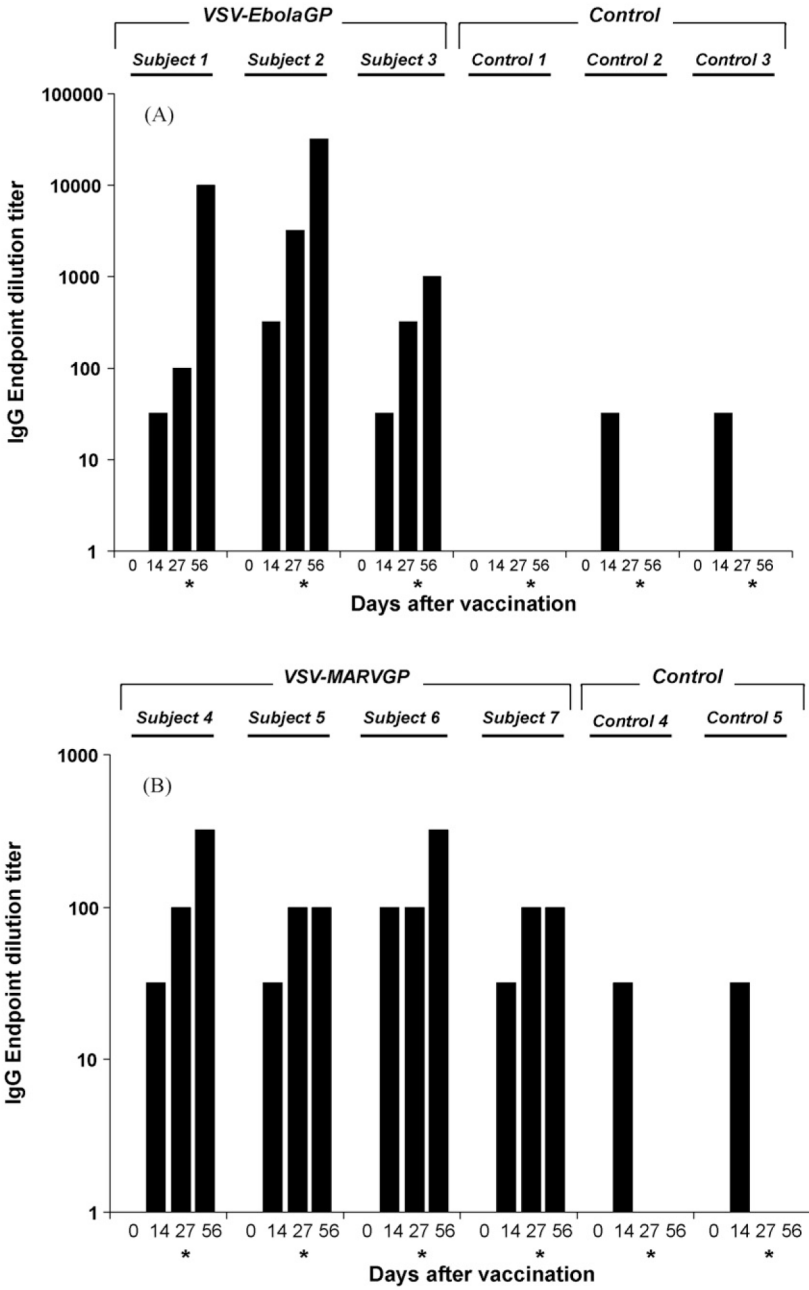 VSV-EbolaGP Control
Subject 1 Subject 2 Subject 3 Control 1 Control 2 Control 3
100000
(A)
10000
1000
100
10
1
IgG Endpoint dilution titer
0 14 27 56 0 14 27 56 0 14 27 56 0 14 27 56 0 14 27 56 0 14 27 56
* * * * * *
Days after vaccination
VSV-MARVGP Control
Subject 4 Subject 5 Subject 6 Subject 7 Control 4 Control 5
1000
(B)
100
10
1
IgG Endpoint dilution titer
0 14 27 56 0 14 27 56 0 14 27 56 0 14 27 56 0 14 27 56 0 14 27 56
* * * * * *
Days after vaccination